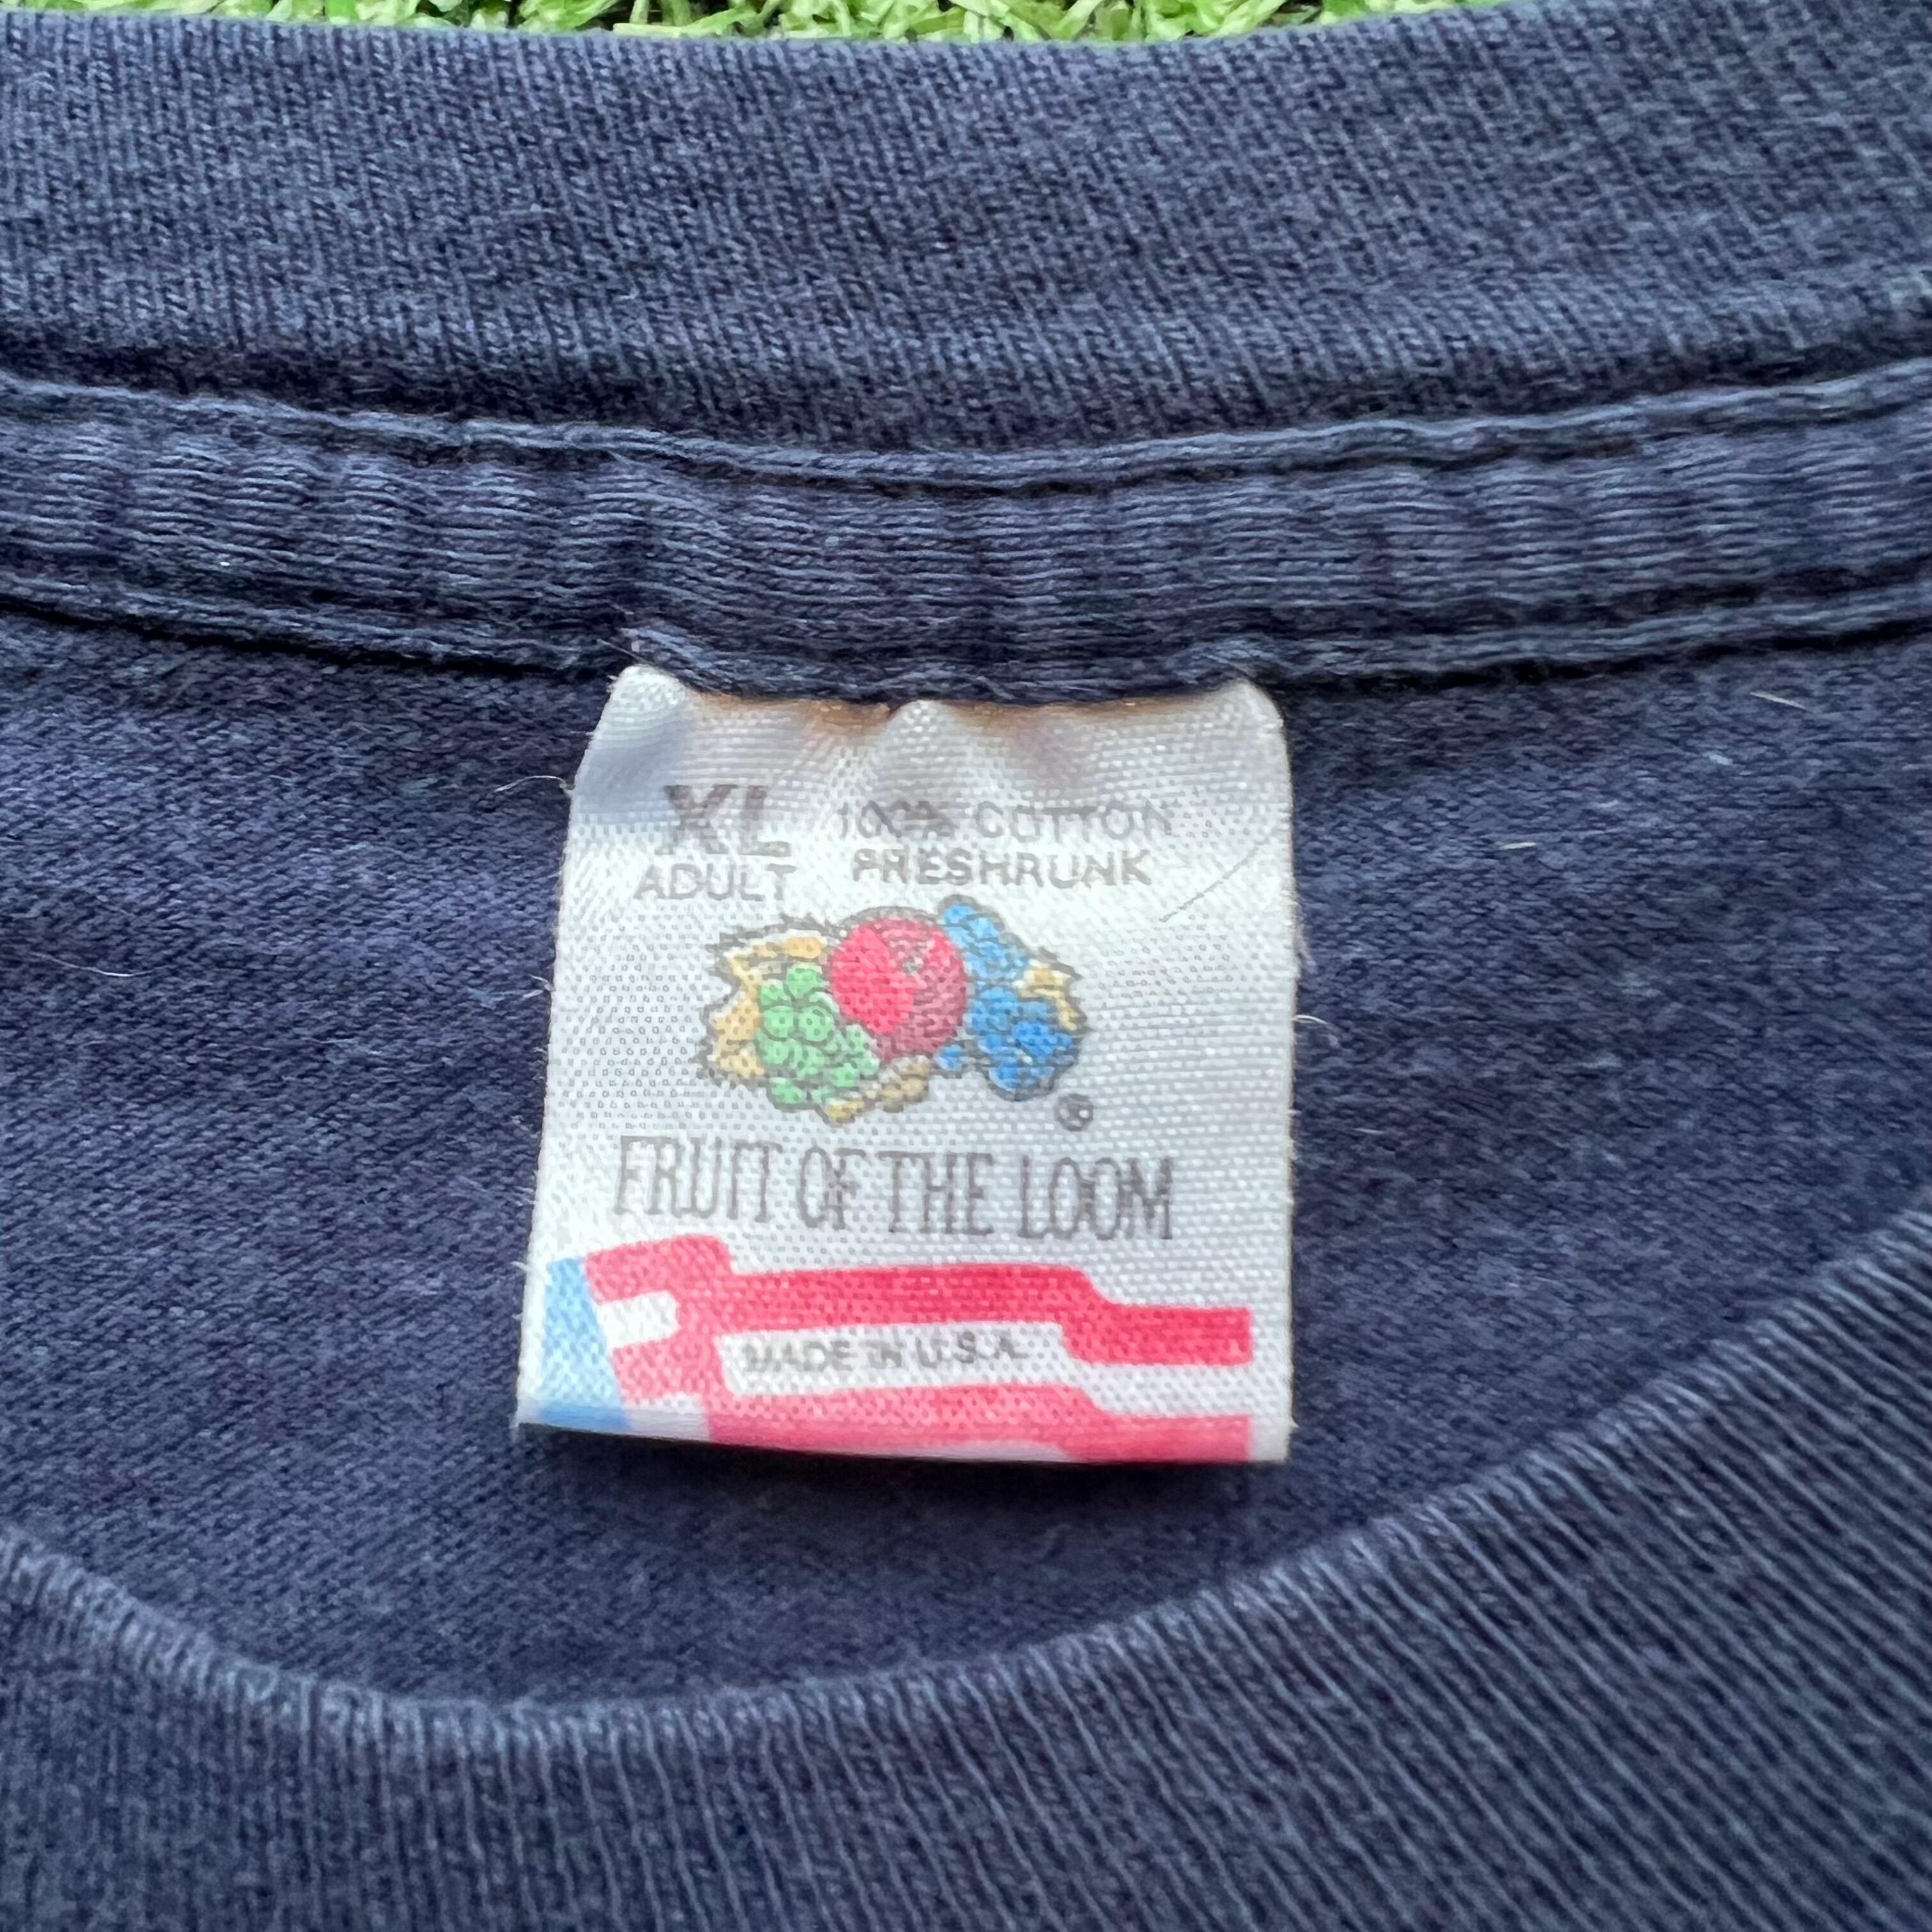 XL
ADULT
100% COTTON
PRESHRUNK
®
FRUIT OF THE LOOM
MADE IN U.S.A.